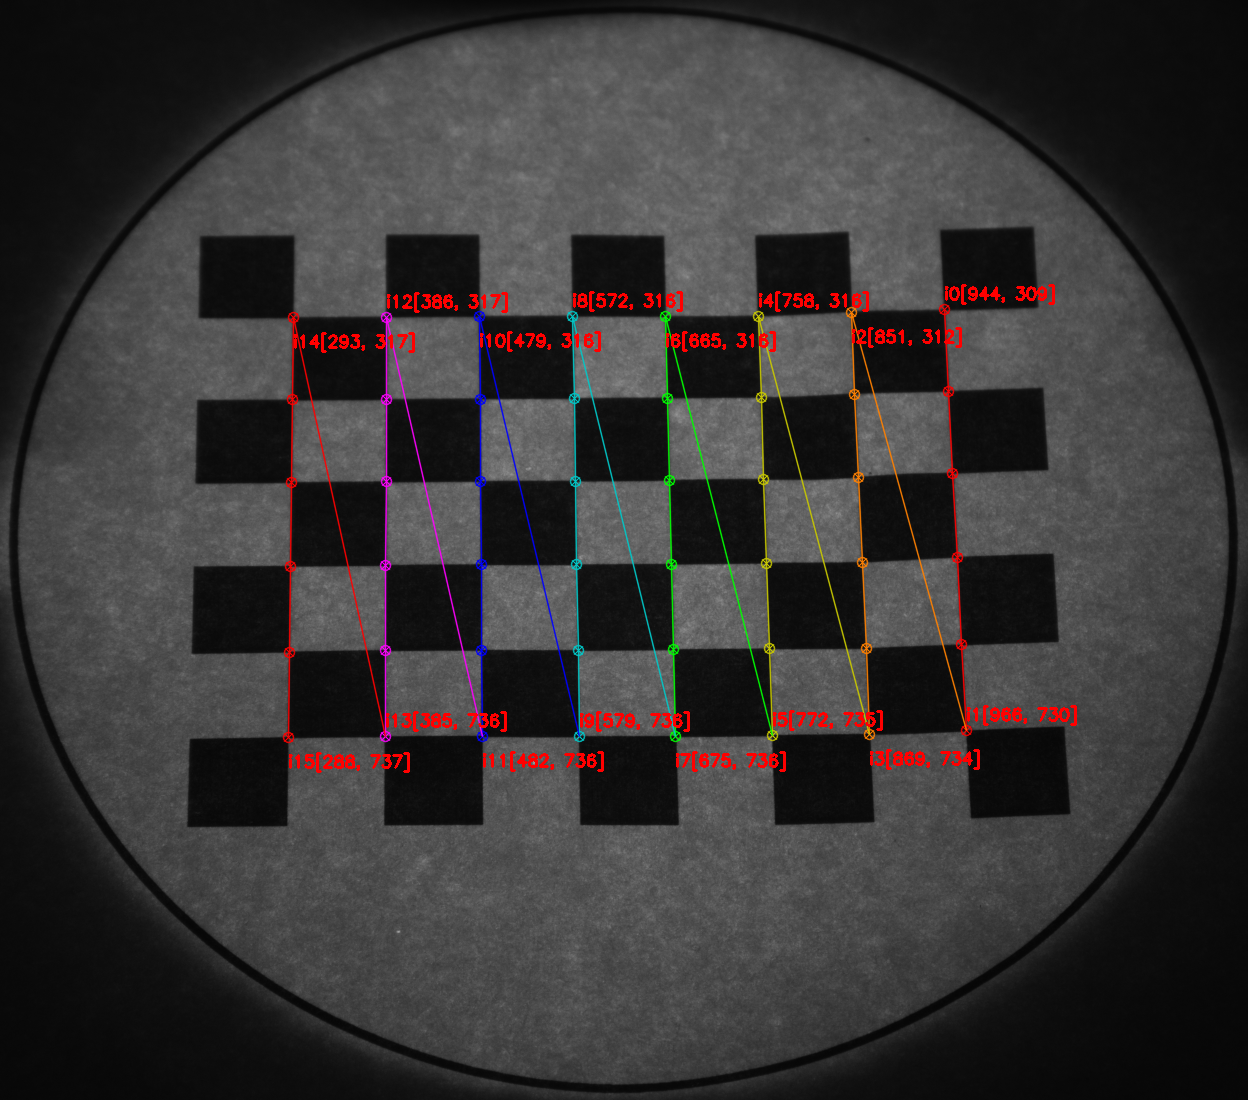 i12[386, 317]
i8[572, 316]
i4[758, 316]
i0[944, 309]
i14[293, 317]
i10[479, 316]
i6[665, 316]
i2[851, 312]
i13[385, 736]
i9[579, 736]
i5[772, 735]
i1[966, 730]
i15[288, 737]
i11[482, 736]
i7[675, 736]
i3[869, 734]